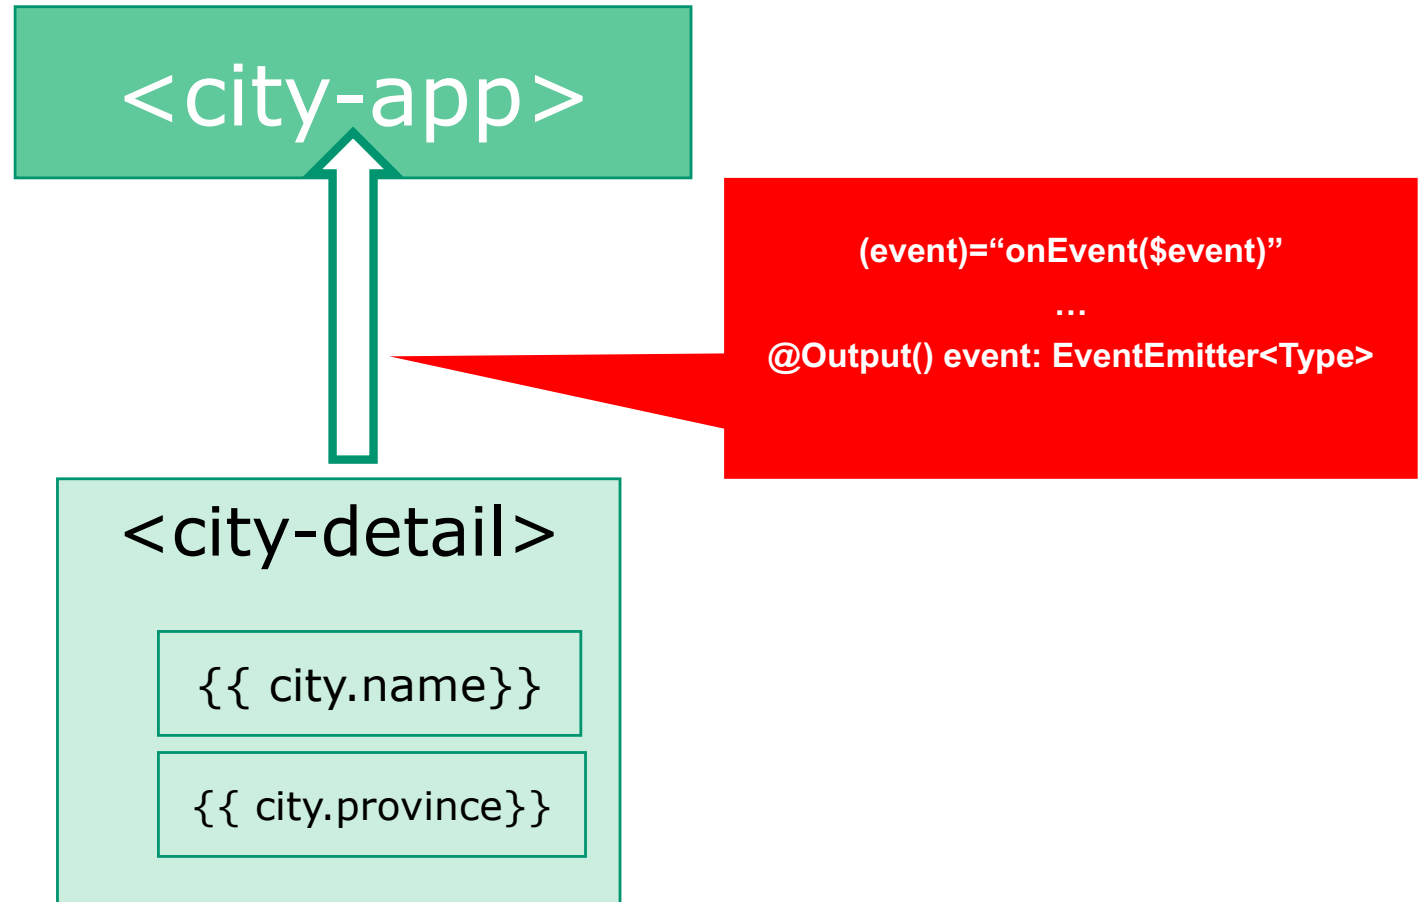 <city-app>
(event)=“onEvent($event)”
…
@Output() event: EventEmitter<Type>
<city-detail>
{{ city.name}}
{{ city.province}}